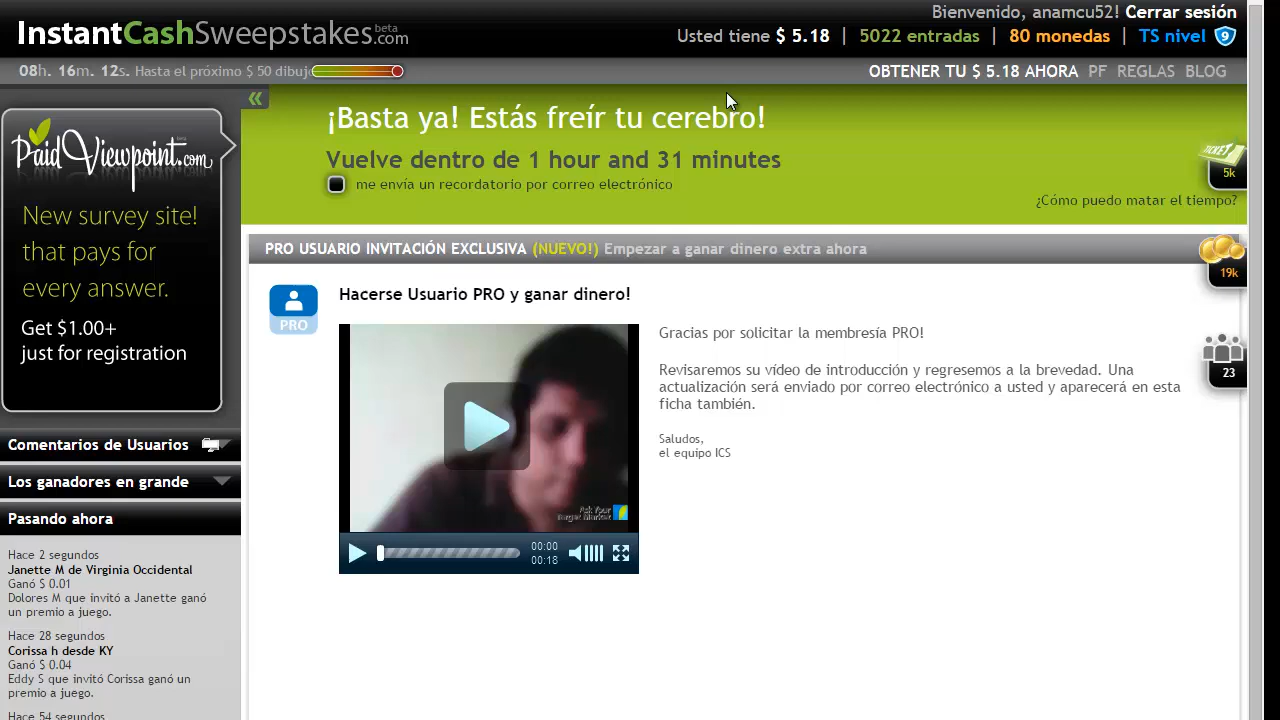 InstantCashSweepstakes.com beta
Bienvenido, anamcu52! Cerrar sesión
Usted tiene $ 5.18 | 5022 entradas | 80 monedas | TS nivel 9
08h. 16m. 12s. Hasta el próximo $ 50 dibuj
OBTENER TU $ 5.18 AHORA PF REGLAS BLOG
PaidViewpoint.com
New survey site!
that pays for
every answer.
Get $1.00+
just for registration
«
¡Basta ya! Estás freír tu cerebro!
Vuelve dentro de 1 hour and 31 minutes
me envía un recordatorio por correo electrónico
¿Cómo puedo matar el tiempo?
TICKET
5k
PRO USUARIO INVITACIÓN EXCLUSIVA (NUEVO!) Empezar a ganar dinero extra ahora
19k
PRO
Hacerse Usuario PRO y ganar dinero!
Gracias por solicitar la membresía PRO!
Revisaremos su vídeo de introducción y regresemos a la brevedad. Una
actualización será enviado por correo electrónico a usted y aparecerá en esta
ficha también.
Saludos,
el equipo ICS
23
Ask Your
Target Market
00:00
00:18
Comentarios de Usuarios
Los ganadores en grande
Pasando ahora
Hace 2 segundos
Janette M de Virginia Occidental
Ganó $ 0.01
Dolores M que invitó a Janette ganó
un premio a juego.
Hace 28 segundos
Corissa h desde KY
Ganó $ 0.04
Eddy S que invitó Corissa ganó un
premio a juego.
Hace 54 segundos